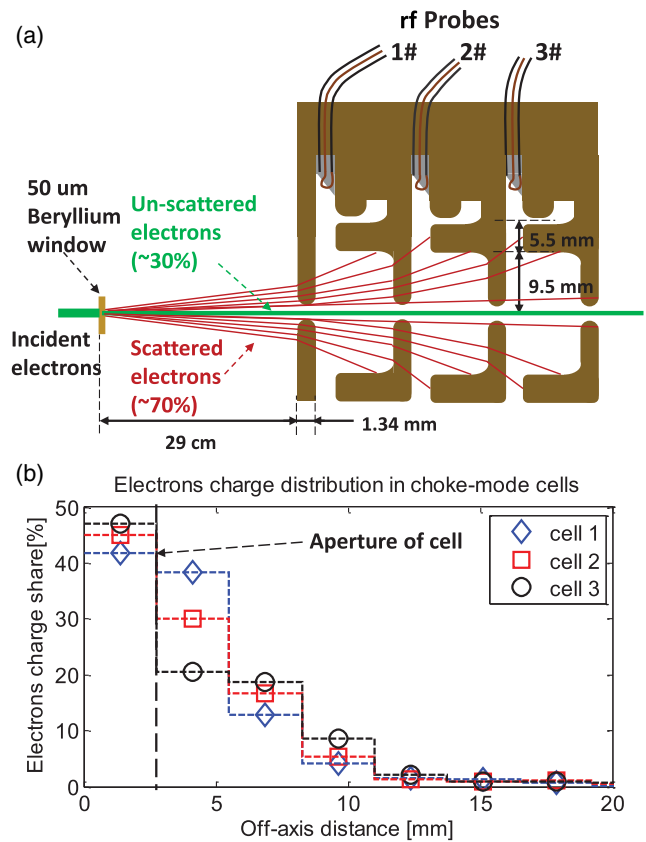 (a)
rf Probes
1# 2# 3#
50 um
Beryllium
window
Un-scattered
electrons
(~30%)
5.5 mm
9.5 mm
Incident
electrons
Scattered
electrons
(~70%)
1.34 mm
29 cm
(b)
Electrons charge distribution in choke-mode cells
50
40
30
20
10
0
Electrons charge share[%]
Aperture of cell
cell 1
cell 2
cell 3
0 5 10 15 20
Off-axis distance [mm]